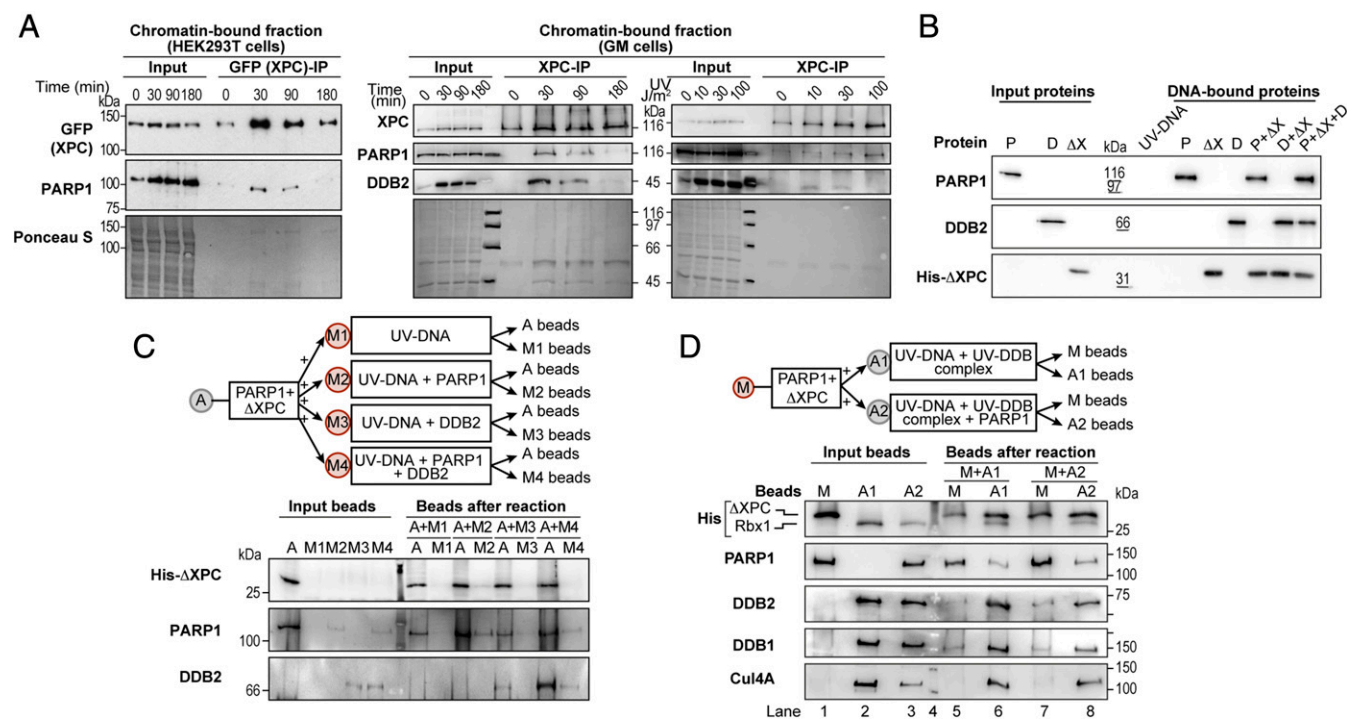 A
Chromatin-bound fraction
(HEK293T cells)
Input GFP (XPC)-IP
Time (min) 0 30 90 180 0 30 90 180
kDa
GFP
(XPC)
150
100
PARP1
100
75
Ponceau S
150
100
Chromatin-bound fraction
(GM cells)
Input XPC-IP
Time
(min)
0 30 90 180 0 30 90 180
UV
J/m2
Input XPC-IP
0 10 30 100 0 10 30 100
kDa
XPC
116
PARP1
116
DDB2
45
116
97
66
45
B
Input proteins DNA-bound proteins
Protein P D ΔX kDa UV-DNA P ΔX D P+ΔX D+ΔX P+ΔX+D
PARP1 116
97
DDB2 66
His-ΔXPC 31
C
A
PARP1+
ΔXPC
+
+
+
+
M1 UV-DNA
A beads
M1 beads
M2 UV-DNA + PARP1
A beads
M2 beads
M3 UV-DNA + DDB2
A beads
M3 beads
M4 UV-DNA + PARP1
+ DDB2
A beads
M4 beads
Input beads Beads after reaction
A+M1 A+M2 A+M3 A+M4
kDa A M1 M2 M3 M4 A M1 A M2 A M3 A M4
His-ΔXPC
25
PARP1
100
DDB2
66
D
M
PARP1+
ΔXPC
+
+
A1 UV-DNA + UV-DDB
complex
M beads
A1 beads
A2 UV-DNA + UV-DDB
complex + PARP1
M beads
A2 beads
Input beads Beads after reaction
M+A1 M+A2
Beads M A1 A2 M A1 M A2 kDa
His ΔXPC
Rbx1
25
PARP1 150
100
DDB2 75
DDB1 150
Cul4A 150
100
Lane 1 2 3 4 5 6 7 8